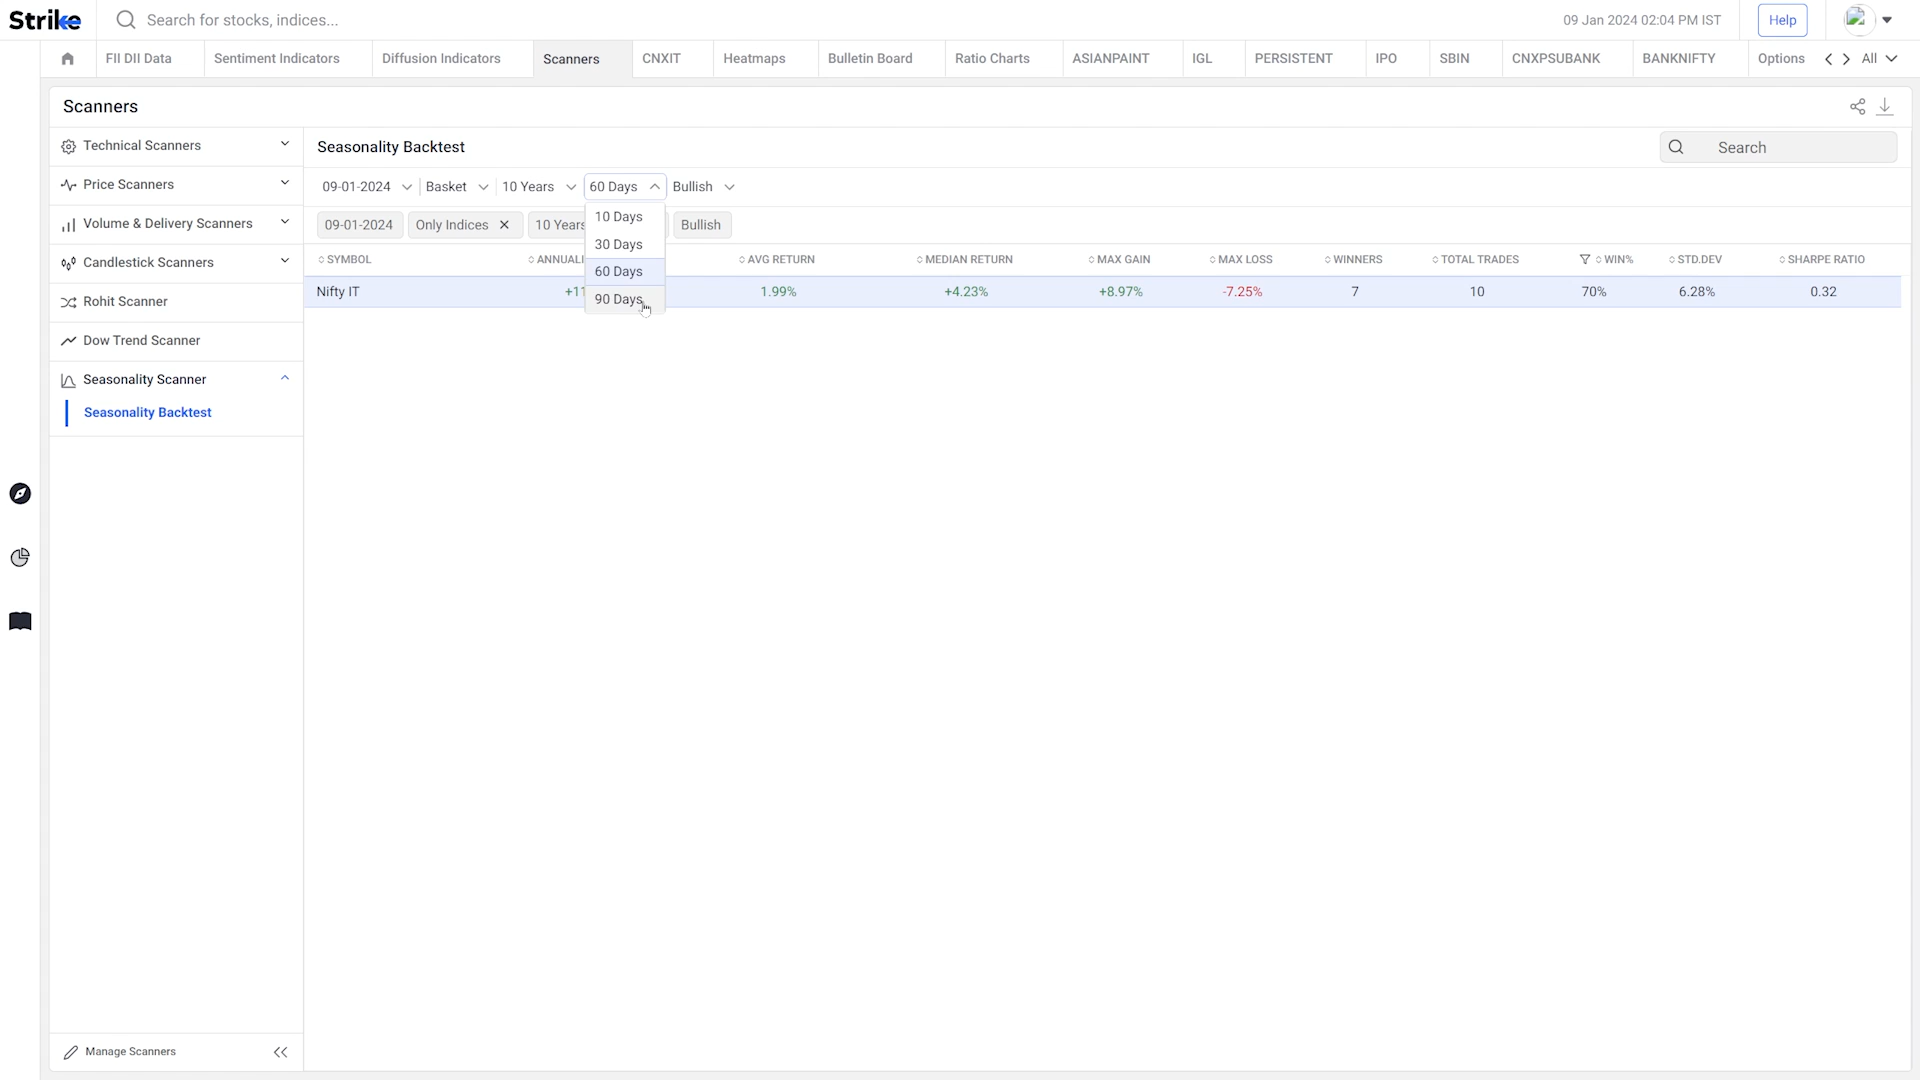 Strike
Search for stocks, indices...
09 Jan 2024 02:04 PM IST
Help
FII DII Data
Sentiment Indicators
Diffusion Indicators
Scanners
CNXIT
Heatmaps
Bulletin Board
Ratio Charts
ASIANPAINT
IGL
PERSISTENT
IPO
SBIN
CNXPSUBANK
BANKNIFTY
Options
All
Scanners
Technical Scanners
Price Scanners
Volume & Delivery Scanners
Candlestick Scanners
Rohit Scanner
Dow Trend Scanner
Seasonality Scanner
Seasonality Backtest
Manage Scanners
Seasonality Backtest
Search
09-01-2024 Basket 10 Years 60 Days Bullish
09-01-2024 Only Indices 10 Years Bullish
10 Days
30 Days
60 Days
90 Days
SYMBOL AVG RETURN MEDIAN RETURN MAX GAIN MAX LOSS WINNERS TOTAL TRADES WIN% STD.DEV SHARPE RATIO
Nifty IT 1.99% +4.23% +8.97% -7.25% 7 10 70% 6.28% 0.32